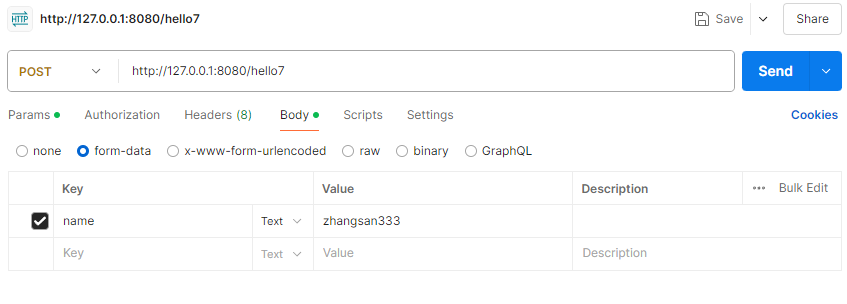 HTTP http://127.0.0.1:8080/hello7 Save Share
POST http://127.0.0.1:8080/hello7 Send
Params Authorization Headers (8) Body Scripts Settings Cookies
none form-data x-www-form-urlencoded raw binary GraphQL
Key Value Description ··· Bulk Edit
name Text zhangsan333
Key Text Value Description